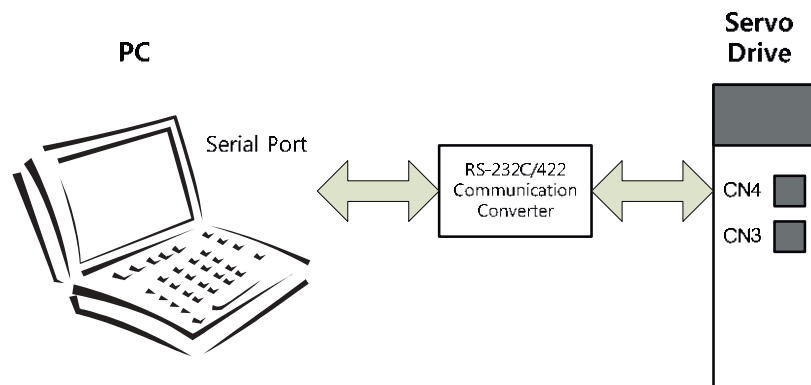 PC
Servo
Drive
Serial Port
RS-232C/422
Communication
Converter
CN4
CN3